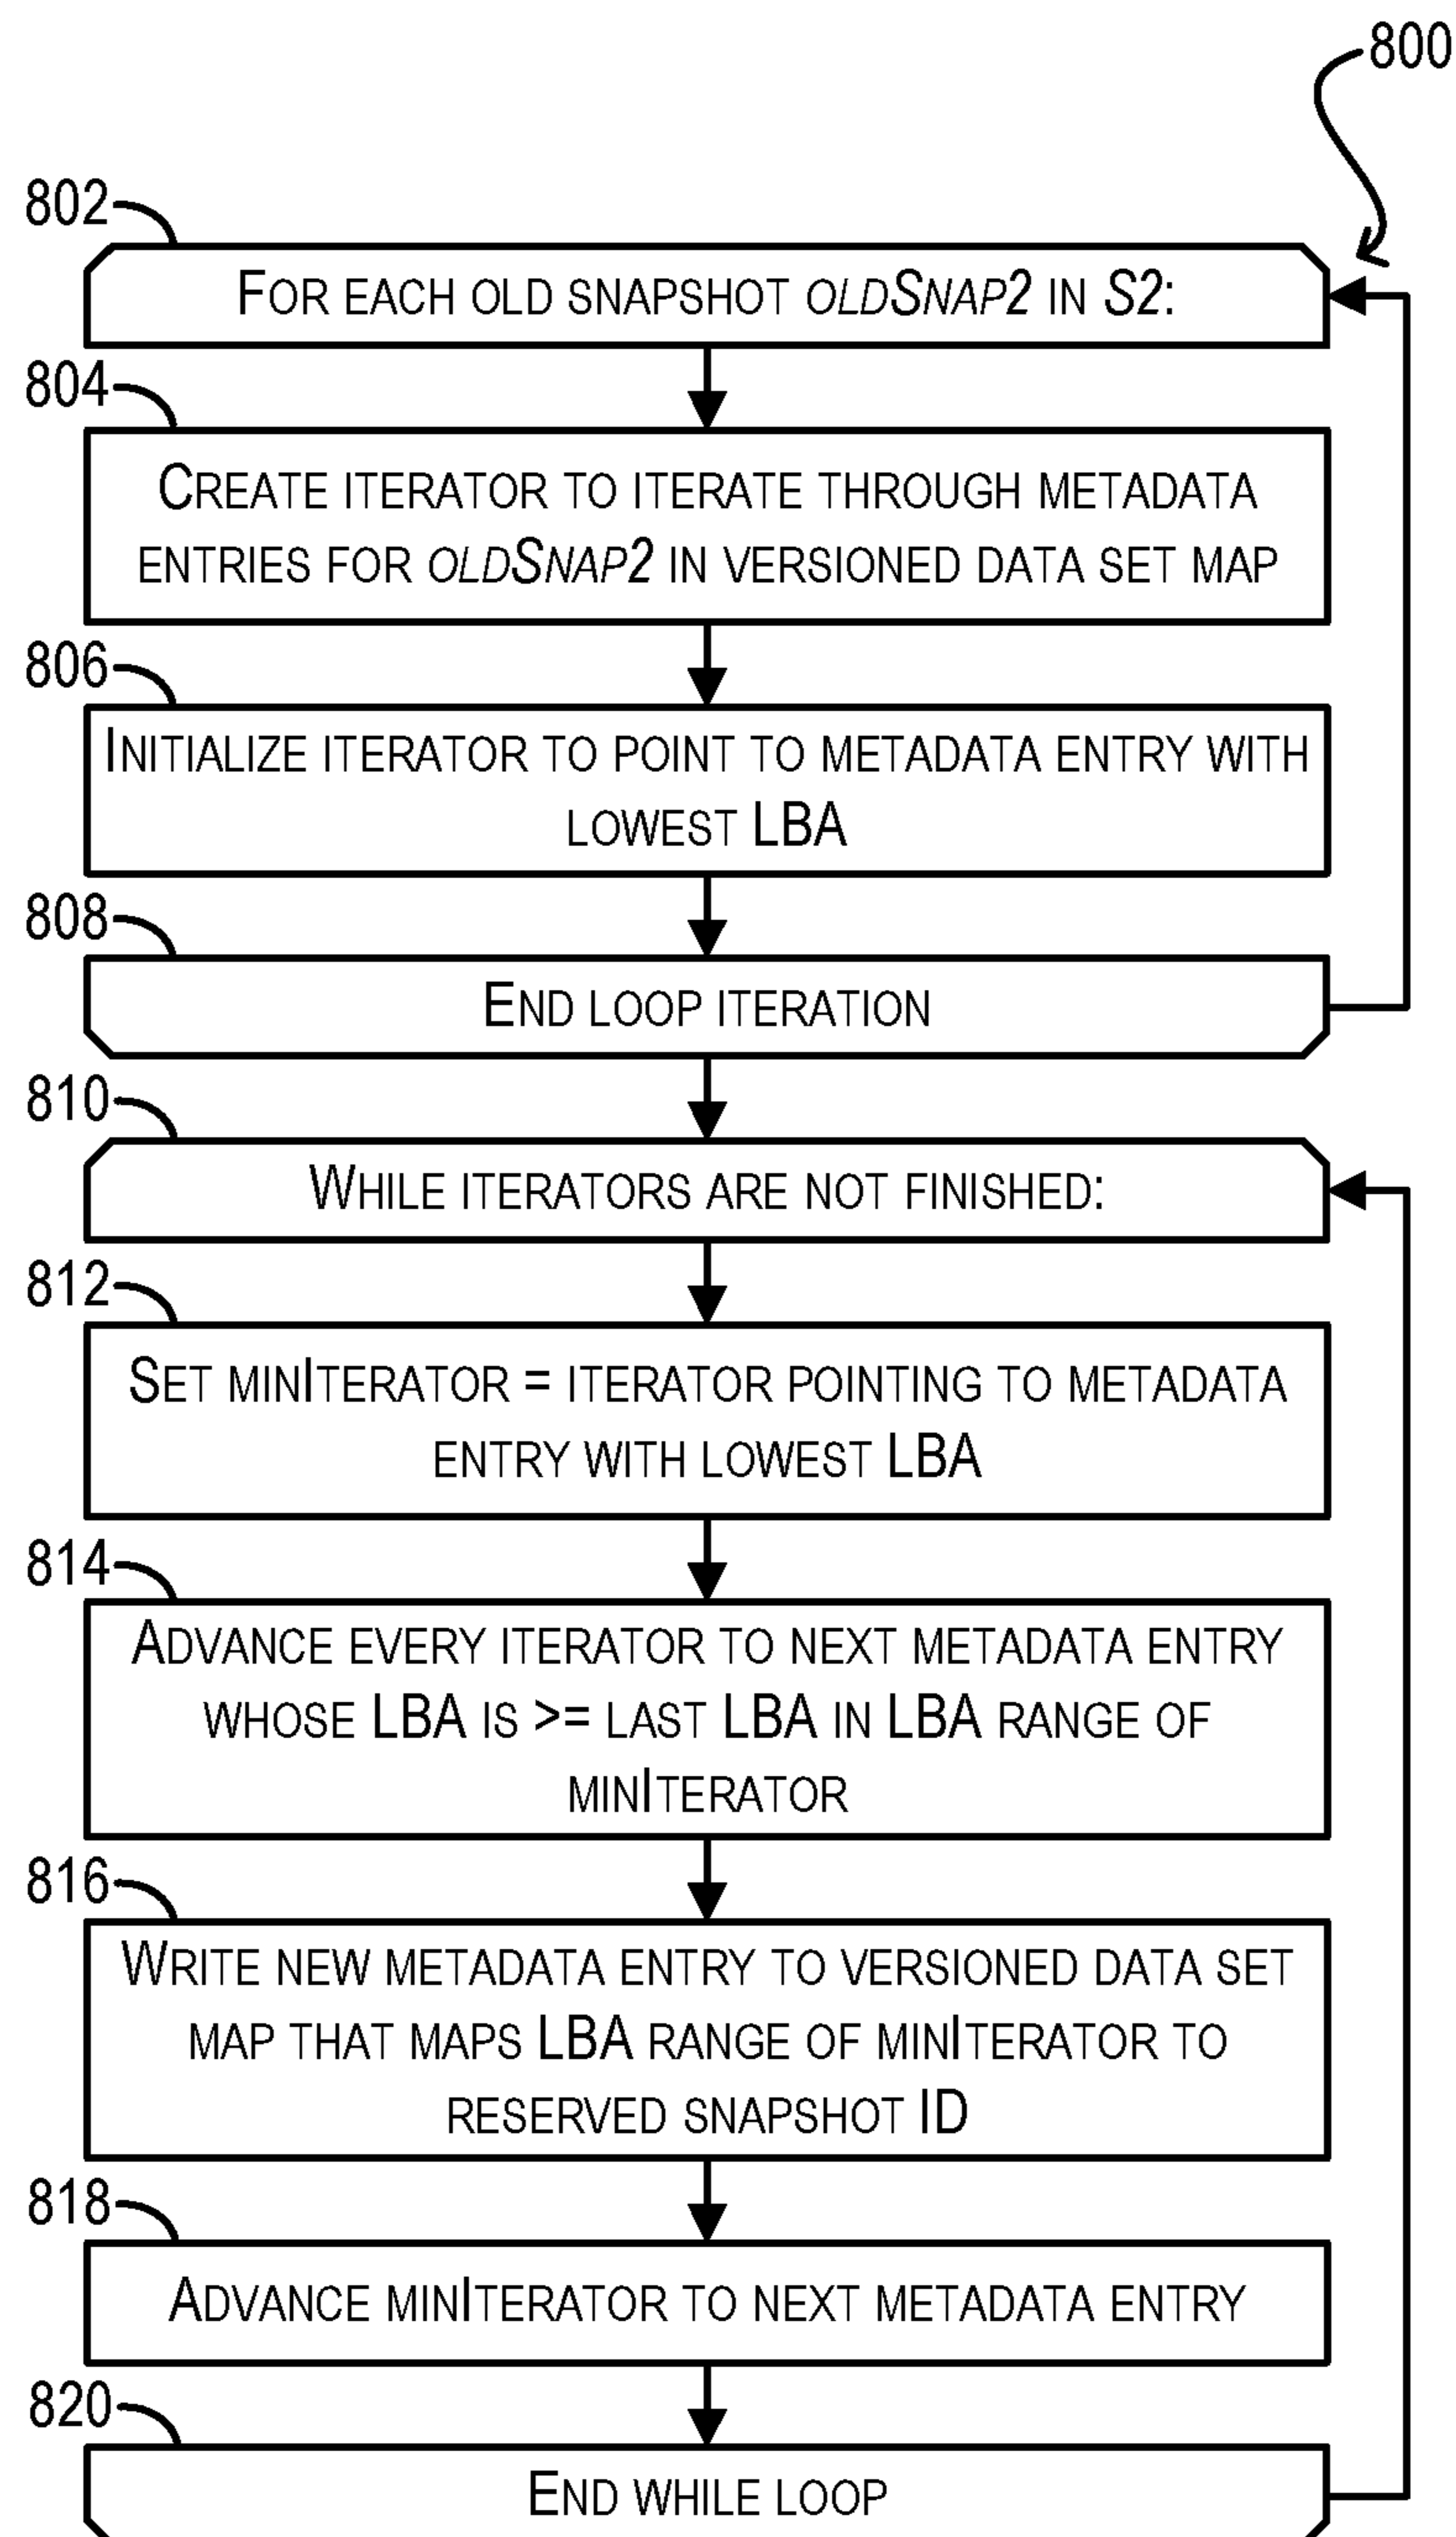 800
802
FOR EACH OLD SNAPSHOT OLDSNAP2 IN S2:
804
CREATE ITERATOR TO ITERATE THROUGH METADATA
ENTRIES FOR OLDSNAP2 IN VERSIONED DATA SET MAP
806
INITIALIZE ITERATOR TO POINT TO METADATA ENTRY WITH
LOWEST LBA
808
END LOOP ITERATION
810
WHILE ITERATORS ARE NOT FINISHED:
812
SET MINITERATOR = ITERATOR POINTING TO METADATA
ENTRY WITH LOWEST LBA
814
ADVANCE EVERY ITERATOR TO NEXT METADATA ENTRY
WHOSE LBA IS >= LAST LBA IN LBA RANGE OF
MINITERATOR
816
WRITE NEW METADATA ENTRY TO VERSIONED DATA SET
MAP THAT MAPS LBA RANGE OF MINITERATOR TO
RESERVED SNAPSHOT ID
818
ADVANCE MINITERATOR TO NEXT METADATA ENTRY
820
END WHILE LOOP